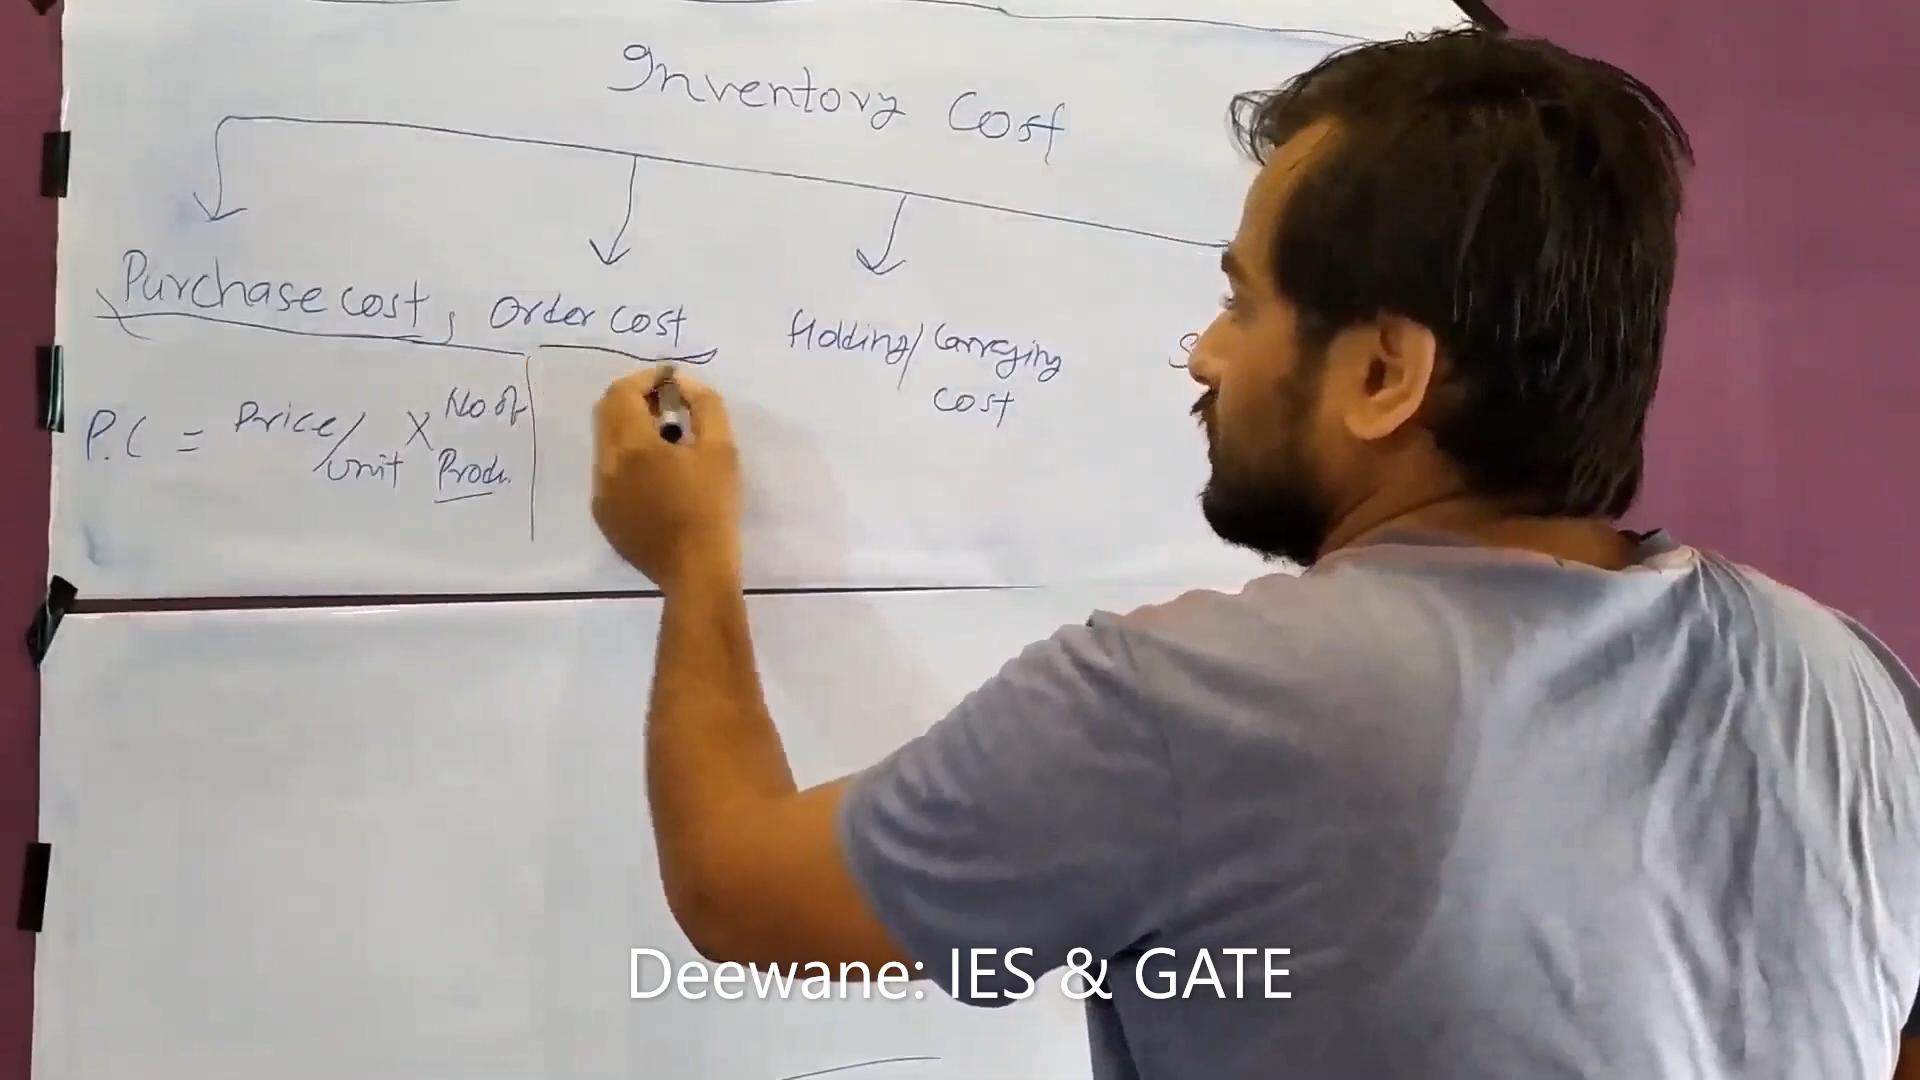 Inventory Cost
Purchase cost, order cost
Holding/Carrying
cost
P.C = Price/unit X No. of
Prod.
Deewane: IES & GATE